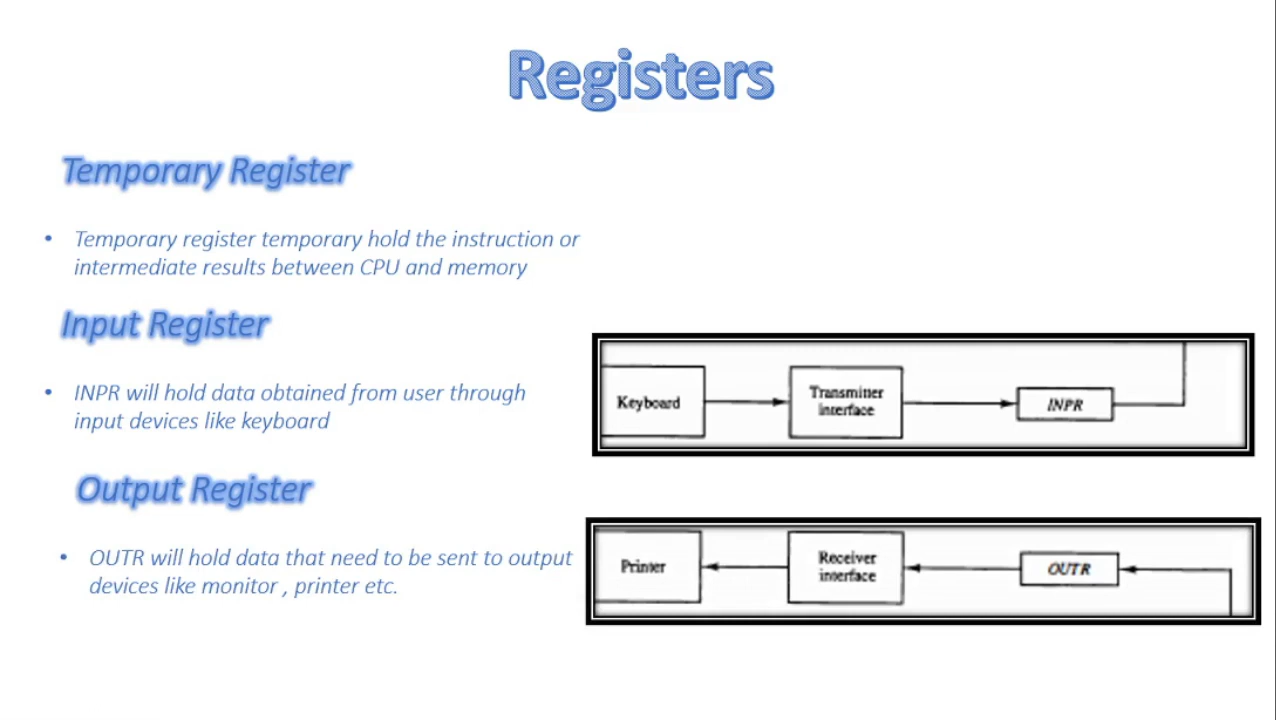 Registers
Temporary Register
• Temporary register temporary hold the instruction or
intermediate results between CPU and memory
Input Register
• INPR will hold data obtained from user through
input devices like keyboard
Keyboard
Transmitter
interface
INPR
Output Register
• OUTR will hold data that need to be sent to output
devices like monitor , printer etc.
Printer
Receiver
interface
OUTR